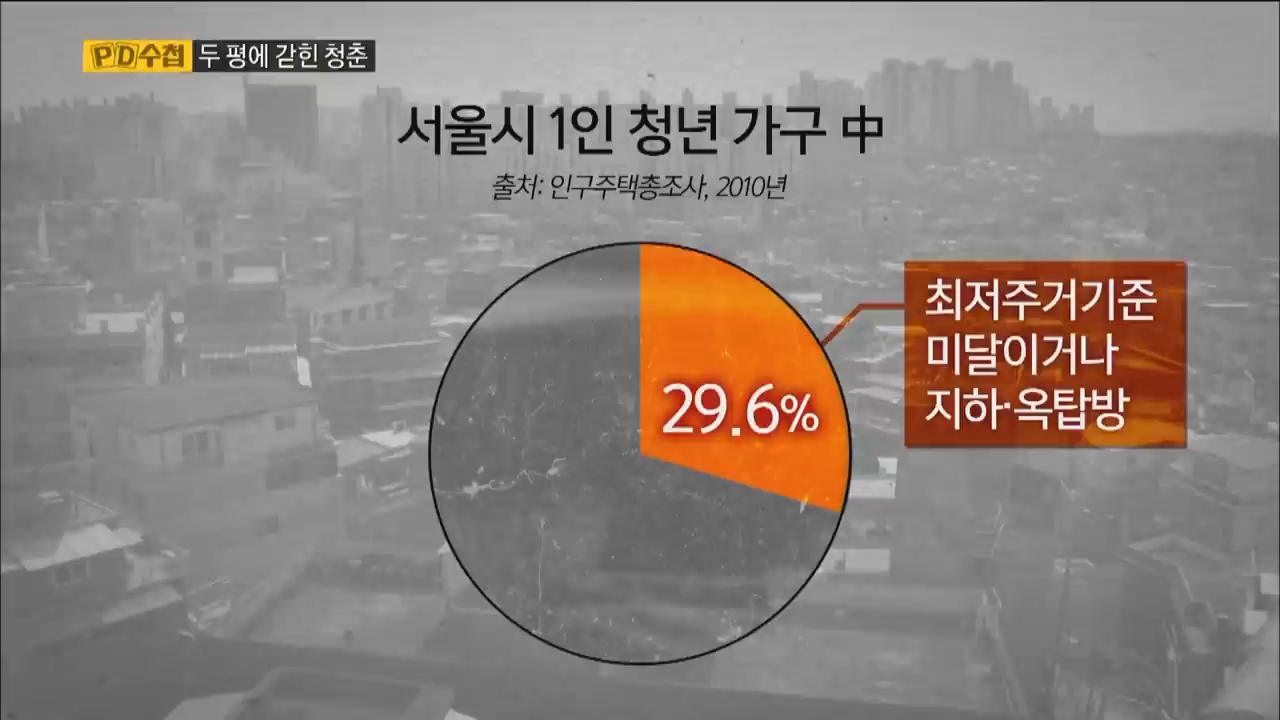 PD수첩 두 평에 갇힌 청춘
서울시 1인 청년 가구 中
출처: 인구주택총조사, 2010년
29.6%
최저주거기준
미달이거나
지하·옥탑방